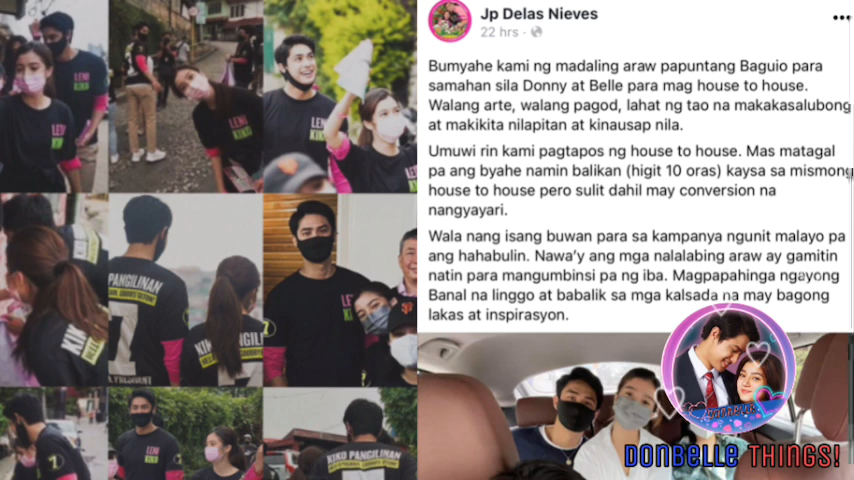 Jp Delas Nieves
22 hrs
Bumyahe kami ng madaling araw papuntang Baguio para
samahan sila Donny at Belle para mag house to house.
Walang arte, walang pagod, lahat ng tao na makakasalubong
at makikita nilapitan at kinausap nila.
Umuwi rin kami pagtapos ng house to house. Mas matagal
pa ang byahe namin balikan (higit 10 oras) kaysa sa mismong
house to house pero sulit dahil may conversion na
nangyayari.
Wala nang isang buwan para sa kampanya ngunit malayo pa
ang hahabulin. Nawa'y ang mga nalalabing araw ay gamitin
natin para mangumbinsi pa ng iba. Magpapahinga ngayong
Banal na linggo at babalik sa mga kalsada na may bagong
lakas at inspirasyon.
LENI
KIKO
LENI
KIKO
LENI
KIKO
PANGILINAN
7
KIKO
KIKO
LENI
KIKO
LENI
KIKO
7
KIKO PANGILINAN
DONBELLE
DONBELLE THINGS!